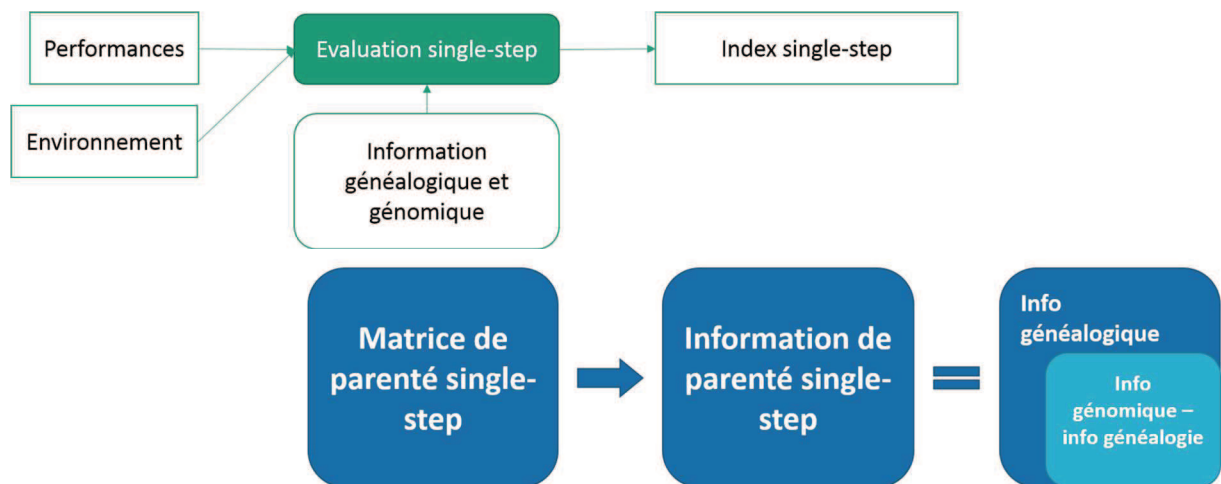 Performances
Evaluation single-step
Index single-step
Environnement
Information
généalogique et
génomique
Matrice de
parenté single-
step
Information de
parenté single-
step
Info
généalogique
Info
génomique –
info généalogie